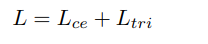 L = L_{ce} + L_{tri}